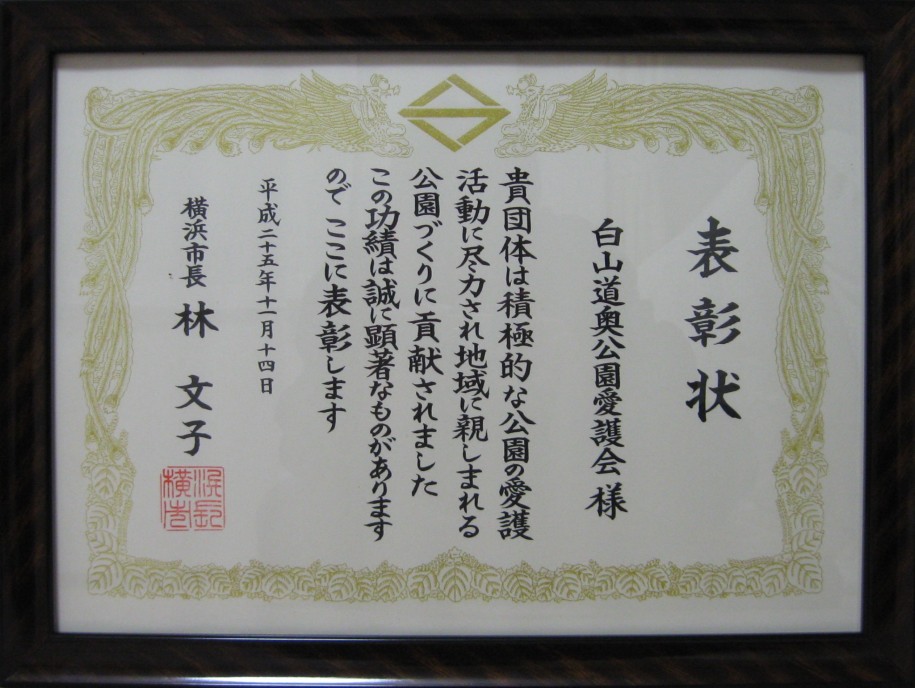 表彰状
白山道奥公園愛護会 様
貴団体は積極的な公園の愛護
活動に尽力され地域に親しまれる
公園づくりに貢献されました
この功績は誠に顕著なものがあります
ので ここに表彰します
平成二十五年十一月十四日
横浜市長 林 文子